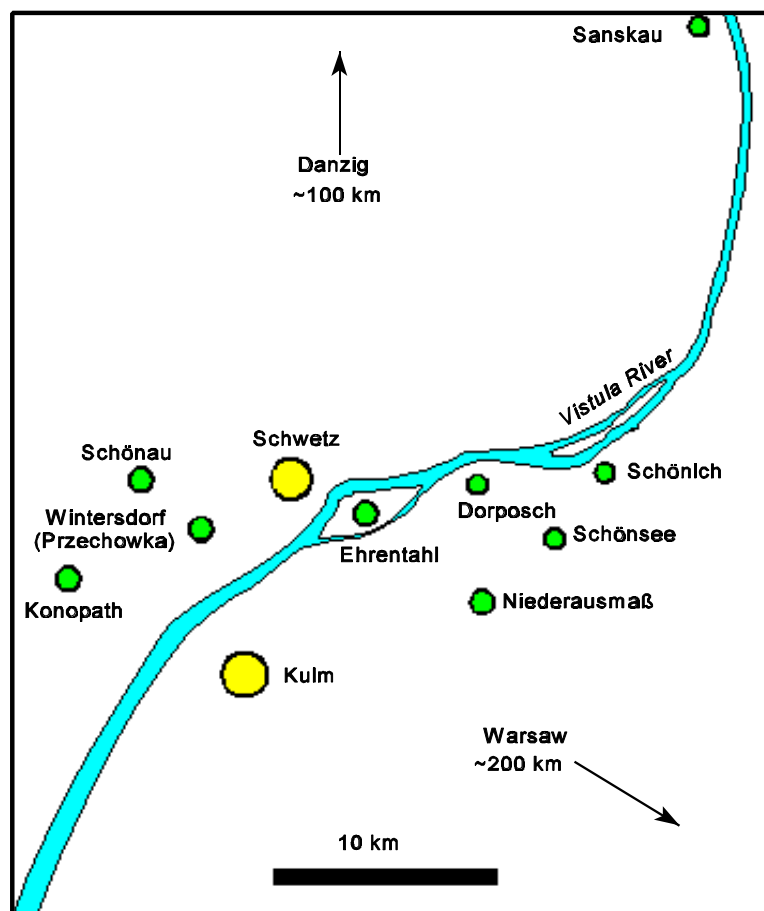 Sanskau
Danzig
~100 km
Vistula River
Schwetz
Schönau
Schönlch
Dorposch
Wintersdorf
(Przechowka)
Schönsee
Ehrentahl
Konopath
Niederausmaß
Kulm
Warsaw
~200 km
10 km